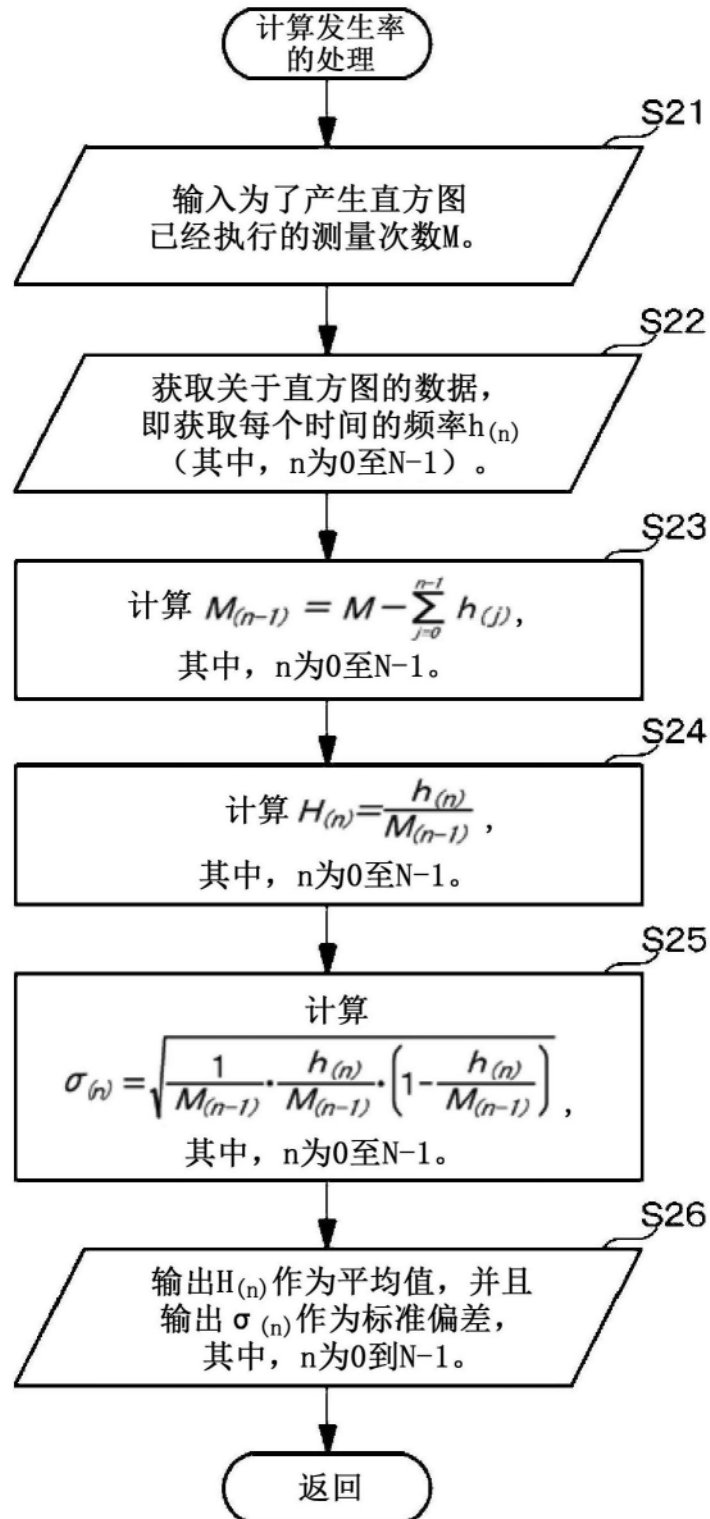 计算发生率
的处理
S21
输入为了产生直方图
已经执行的测量次数M。
S22
获取关于直方图的数据，
即获取每个时间的频率h(n)
（其中，n为0至N-1）。
S23
计算 M(n-1) = M - ∑_{j=0}^{n-1} h(j)，
其中，n为0至N-1。
S24
计算 H(n) = h(n)/M(n-1)，
其中，n为0至N-1。
S25
计算
σ(n) = √(1/M(n-1) · h(n)/M(n-1) · (1 - h(n)/M(n-1)))，
其中，n为0至N-1。
S26
输出H(n)作为平均值，并且
输出σ(n)作为标准偏差，
其中，n为0到N-1。
返回